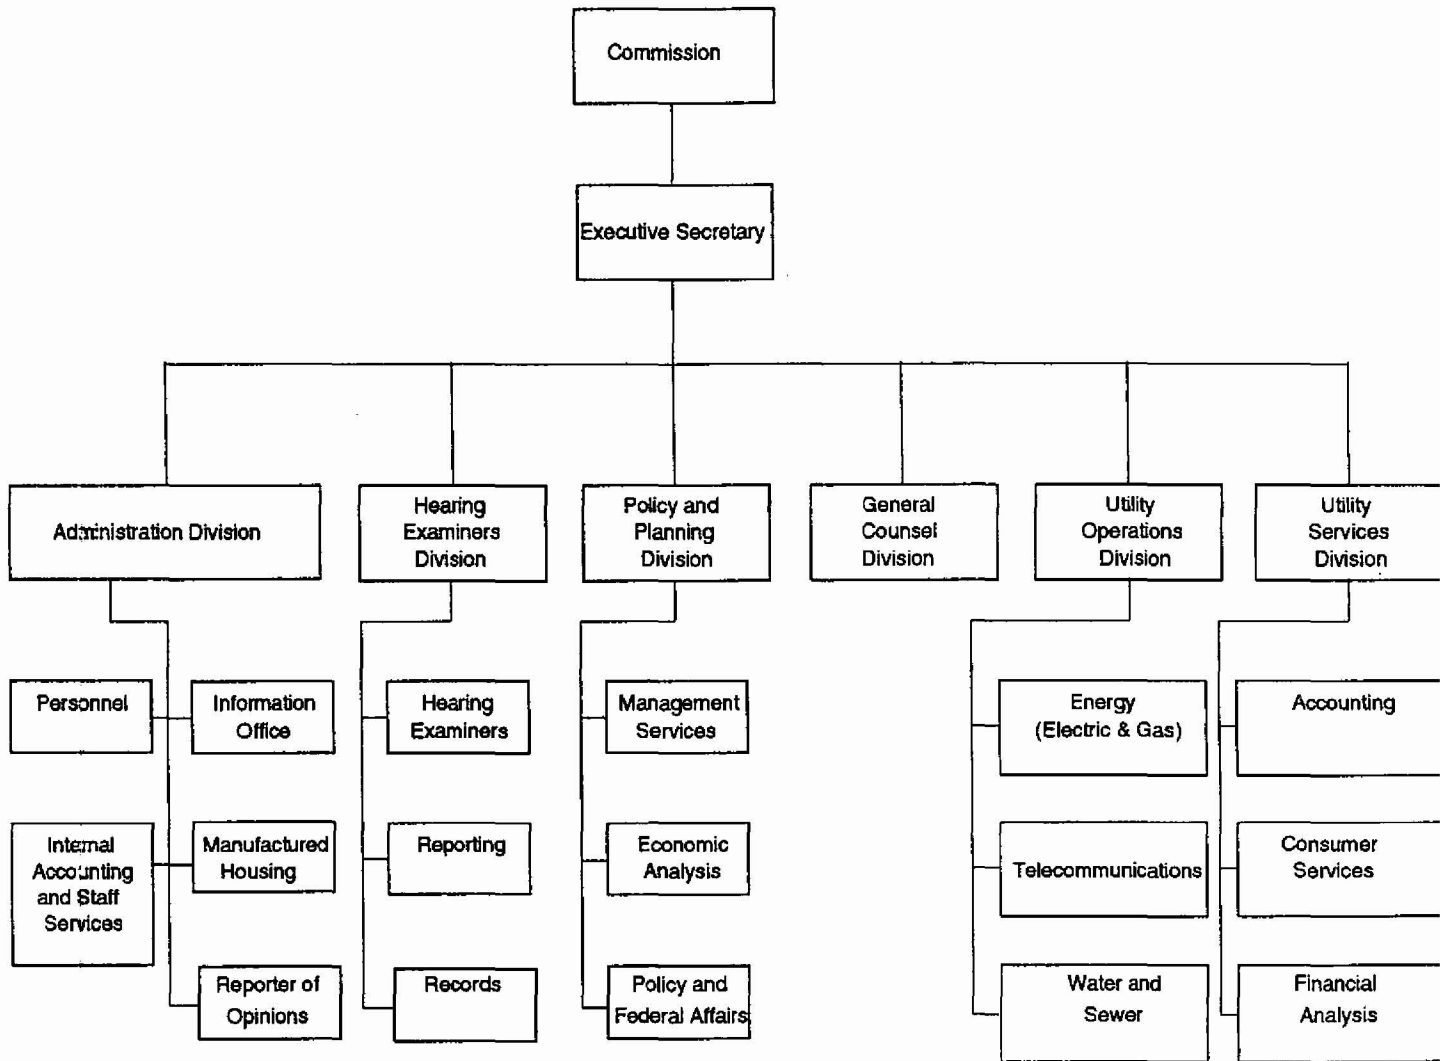 Commission
Executive Secretary
Administration Division
Hearing
Examiners
Division
Policy and
Planning
Division
General
Counsel
Division
Utility
Operations
Division
Utility
Services
Division
Personnel
Information
Office
Hearing
Examiners
Management
Services
Energy
(Electric & Gas)
Accounting
Internal
Accounting
and Staff
Services
Manufactured
Housing
Reporting
Economic
Analysis
Telecommunications
Consumer
Services
Reporter of
Opinions
Records
Policy and
Federal Affairs
Water and
Sewer
Financial
Analysis